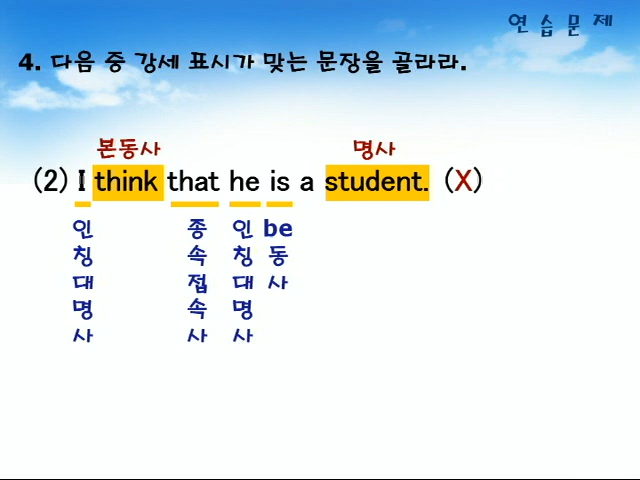 연습문제
4. 다음 중 강세 표시가 맞는 문장을 골라라.
본동사 명사
(2) I think that he is a student. (X)
인칭대명사 종속접속사 인칭대명사 be동사